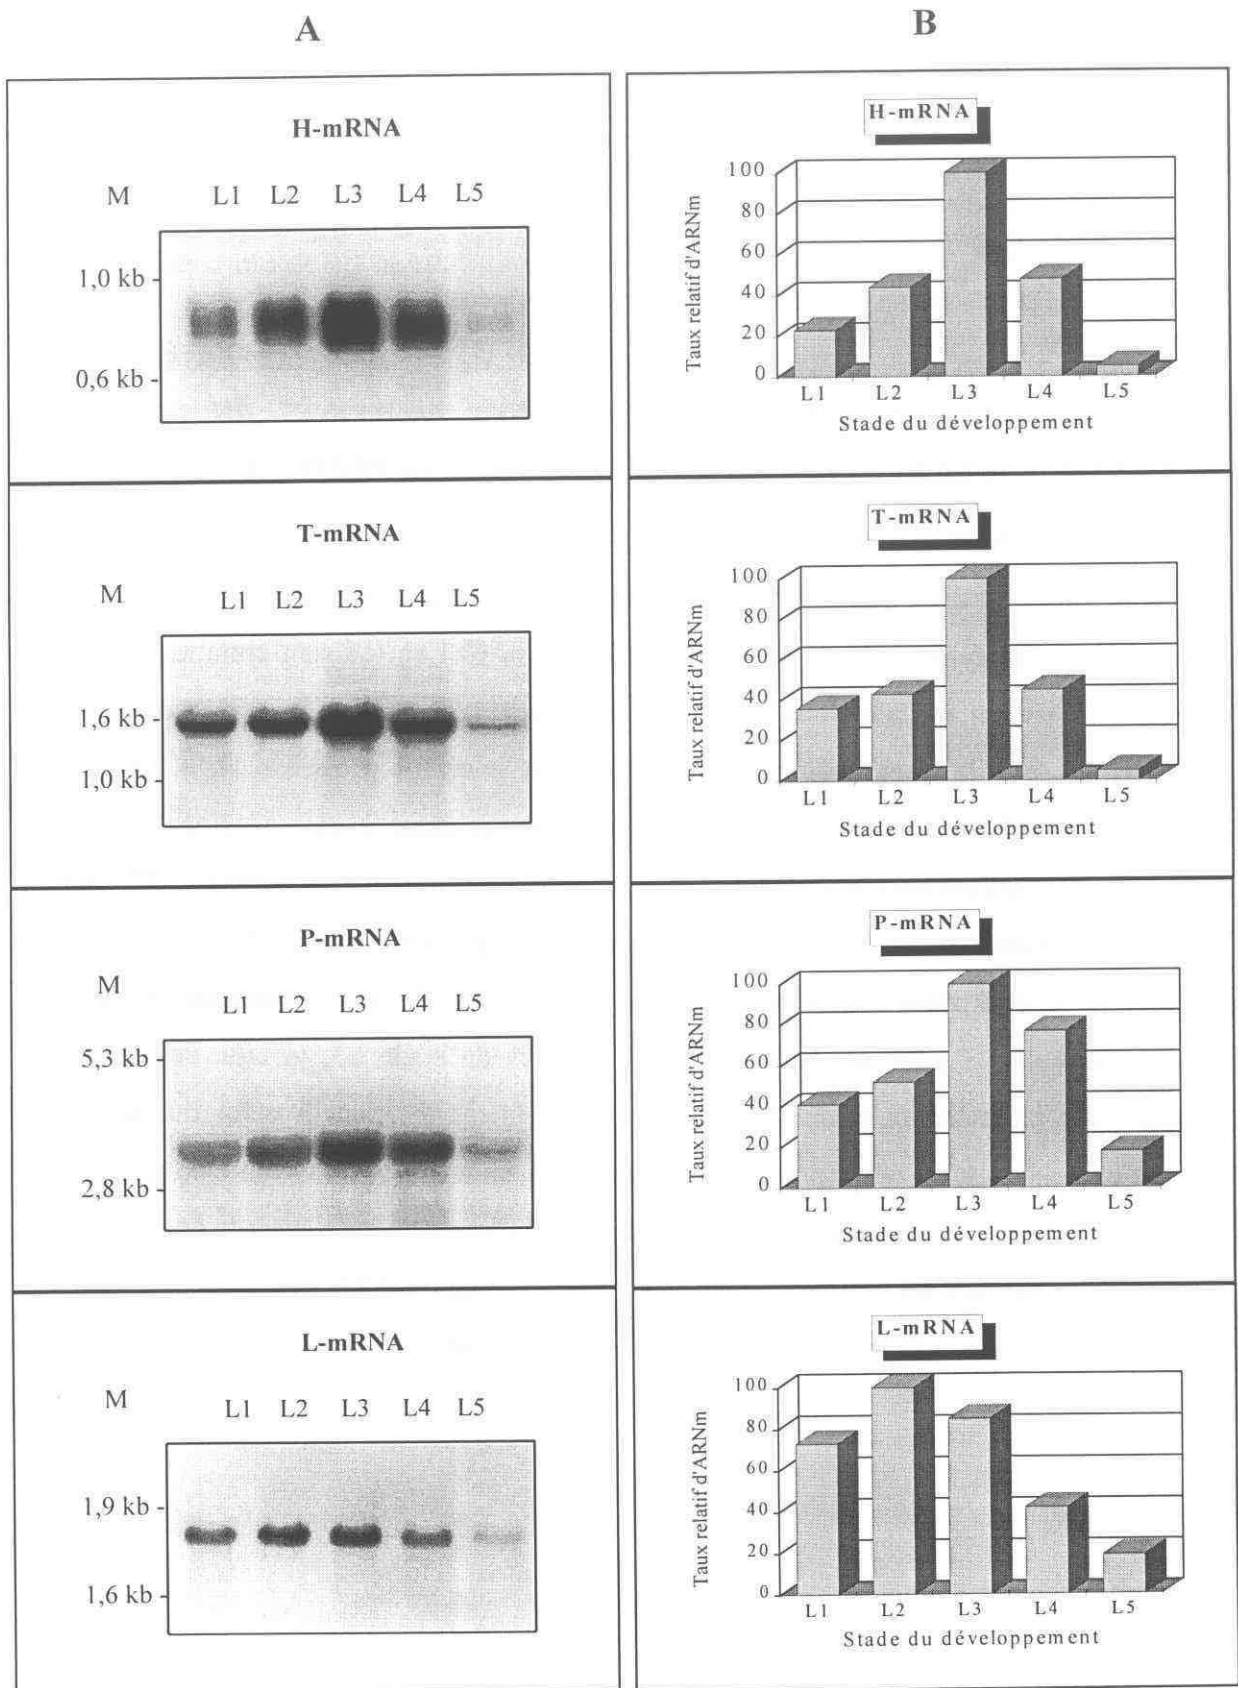 A
B
H-mRNA
M L1 L2 L3 L4 L5
1,0 kb -
0,6 kb -
H-mRNA
Taux relatif d'ARNm
100
80
60
40
20
0
L1 L2 L3 L4 L5
Stade du développement
T-mRNA
M L1 L2 L3 L4 L5
1,6 kb -
1,0 kb -
T-mRNA
Taux relatif d'ARNm
100
80
60
40
20
0
L1 L2 L3 L4 L5
Stade du développement
P-mRNA
M L1 L2 L3 L4 L5
5,3 kb -
2,8 kb -
P-mRNA
Taux relatif d'ARNm
100
80
60
40
20
0
L1 L2 L3 L4 L5
Stade du développement
L-mRNA
M L1 L2 L3 L4 L5
1,9 kb -
1,6 kb -
L-mRNA
Taux relatif d'ARNm
100
80
60
40
20
0
L1 L2 L3 L4 L5
Stade du développement